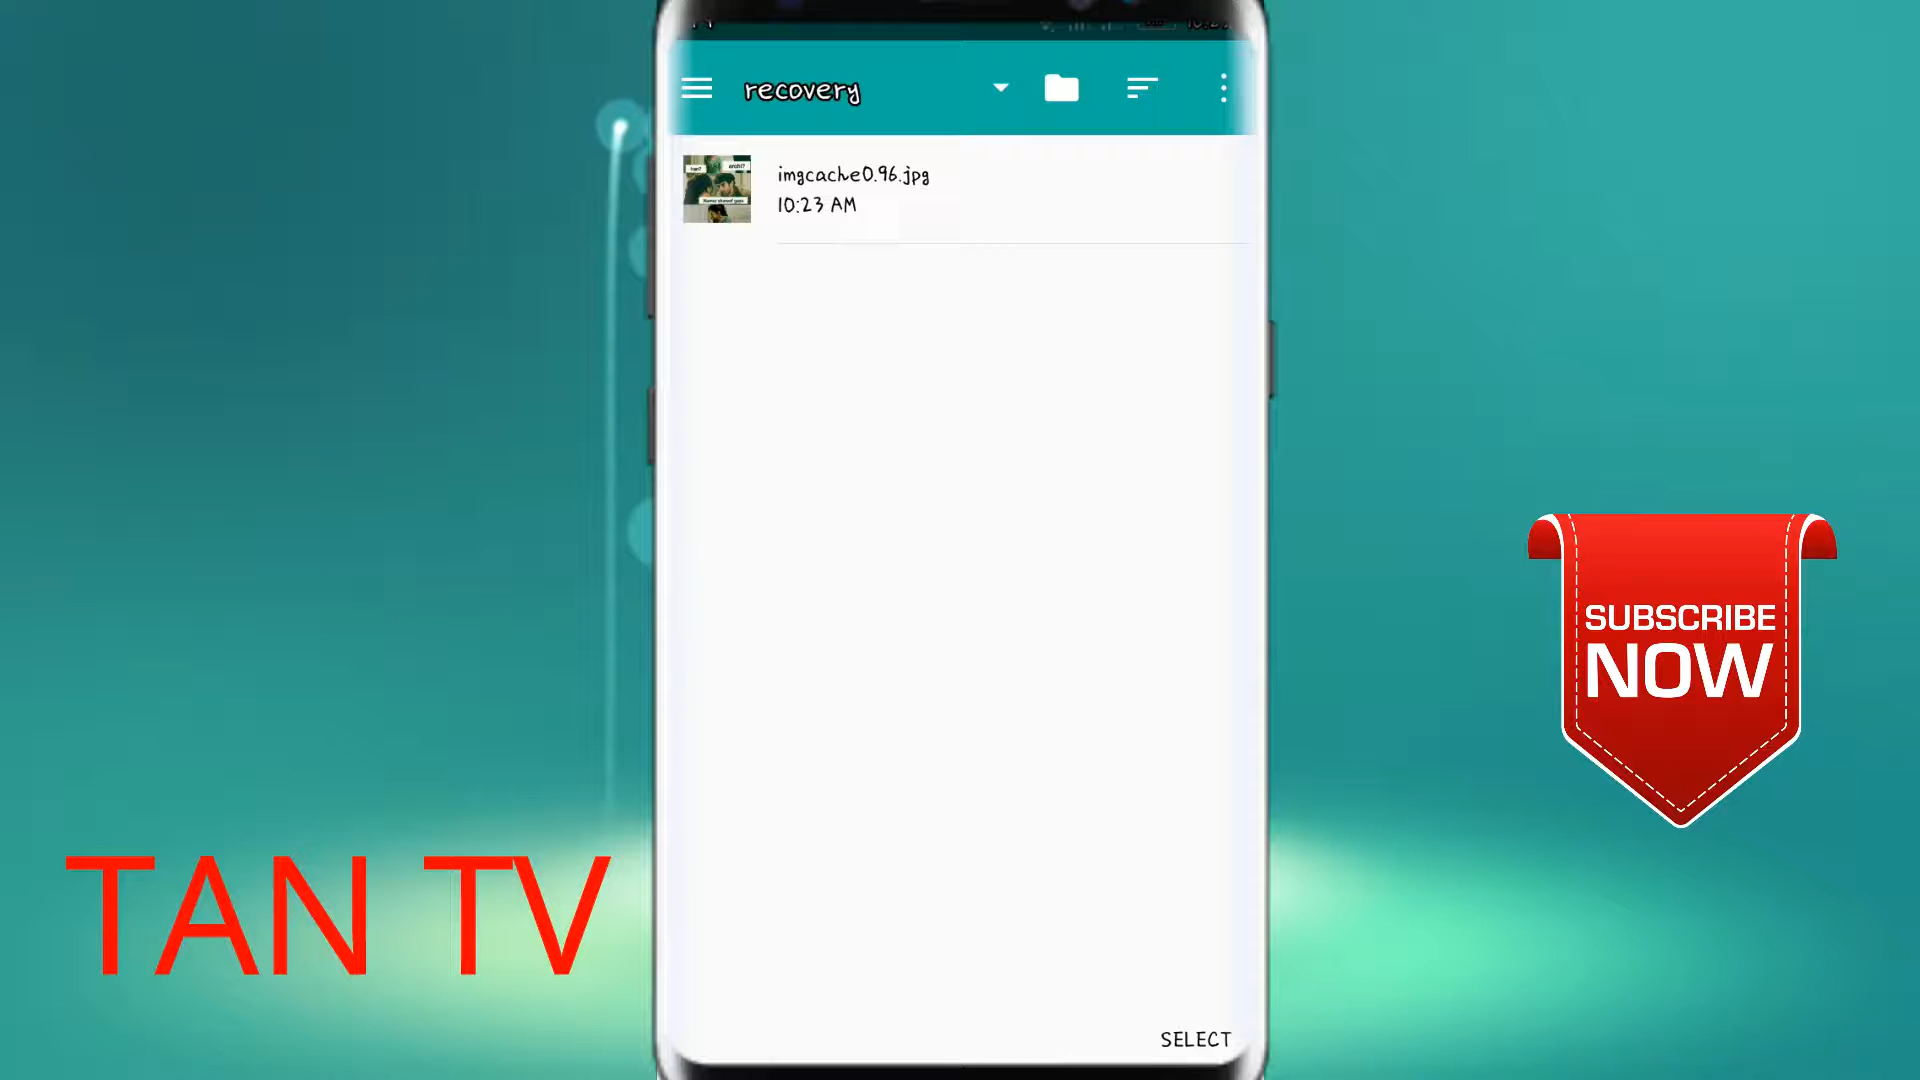 recovery
imgcache0.96.jpg
10:23 AM
SELECT
SUBSCRIBE
NOW
TAN TV